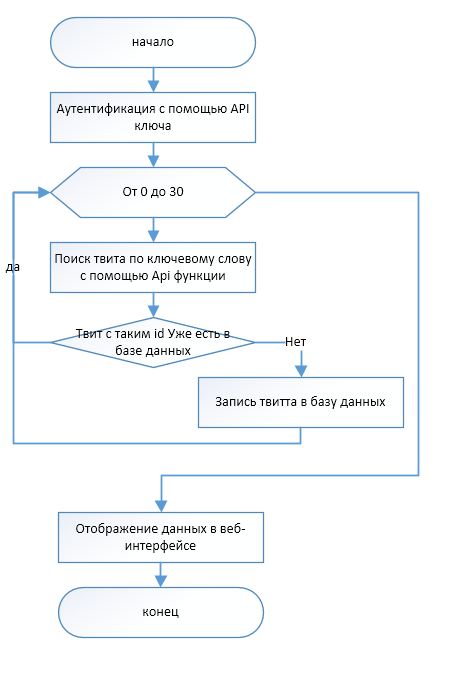 начало
Аутентификация с помощью API
ключа
От 0 до 30
Поиск твита по ключевому слову
с помощью Api функции
да
Твит с таким id Уже есть в
базе данных
Нет
Запись твитта в базу данных
Отображение данных в веб-
интерфейсе
конец